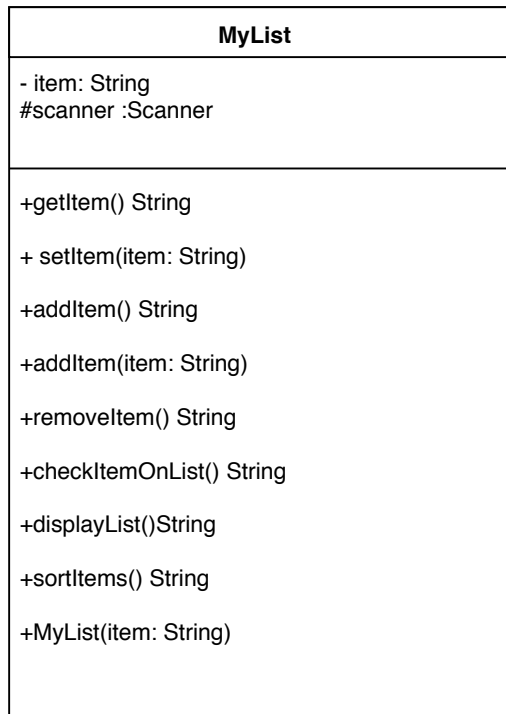 MyList
- item: String
#scanner :Scanner
+getItem() String
+ setItem(item: String)
+addItem() String
+addItem(item: String)
+removeItem() String
+checkItemOnList() String
+displayList()String
+sortItems() String
+MyList(item: String)